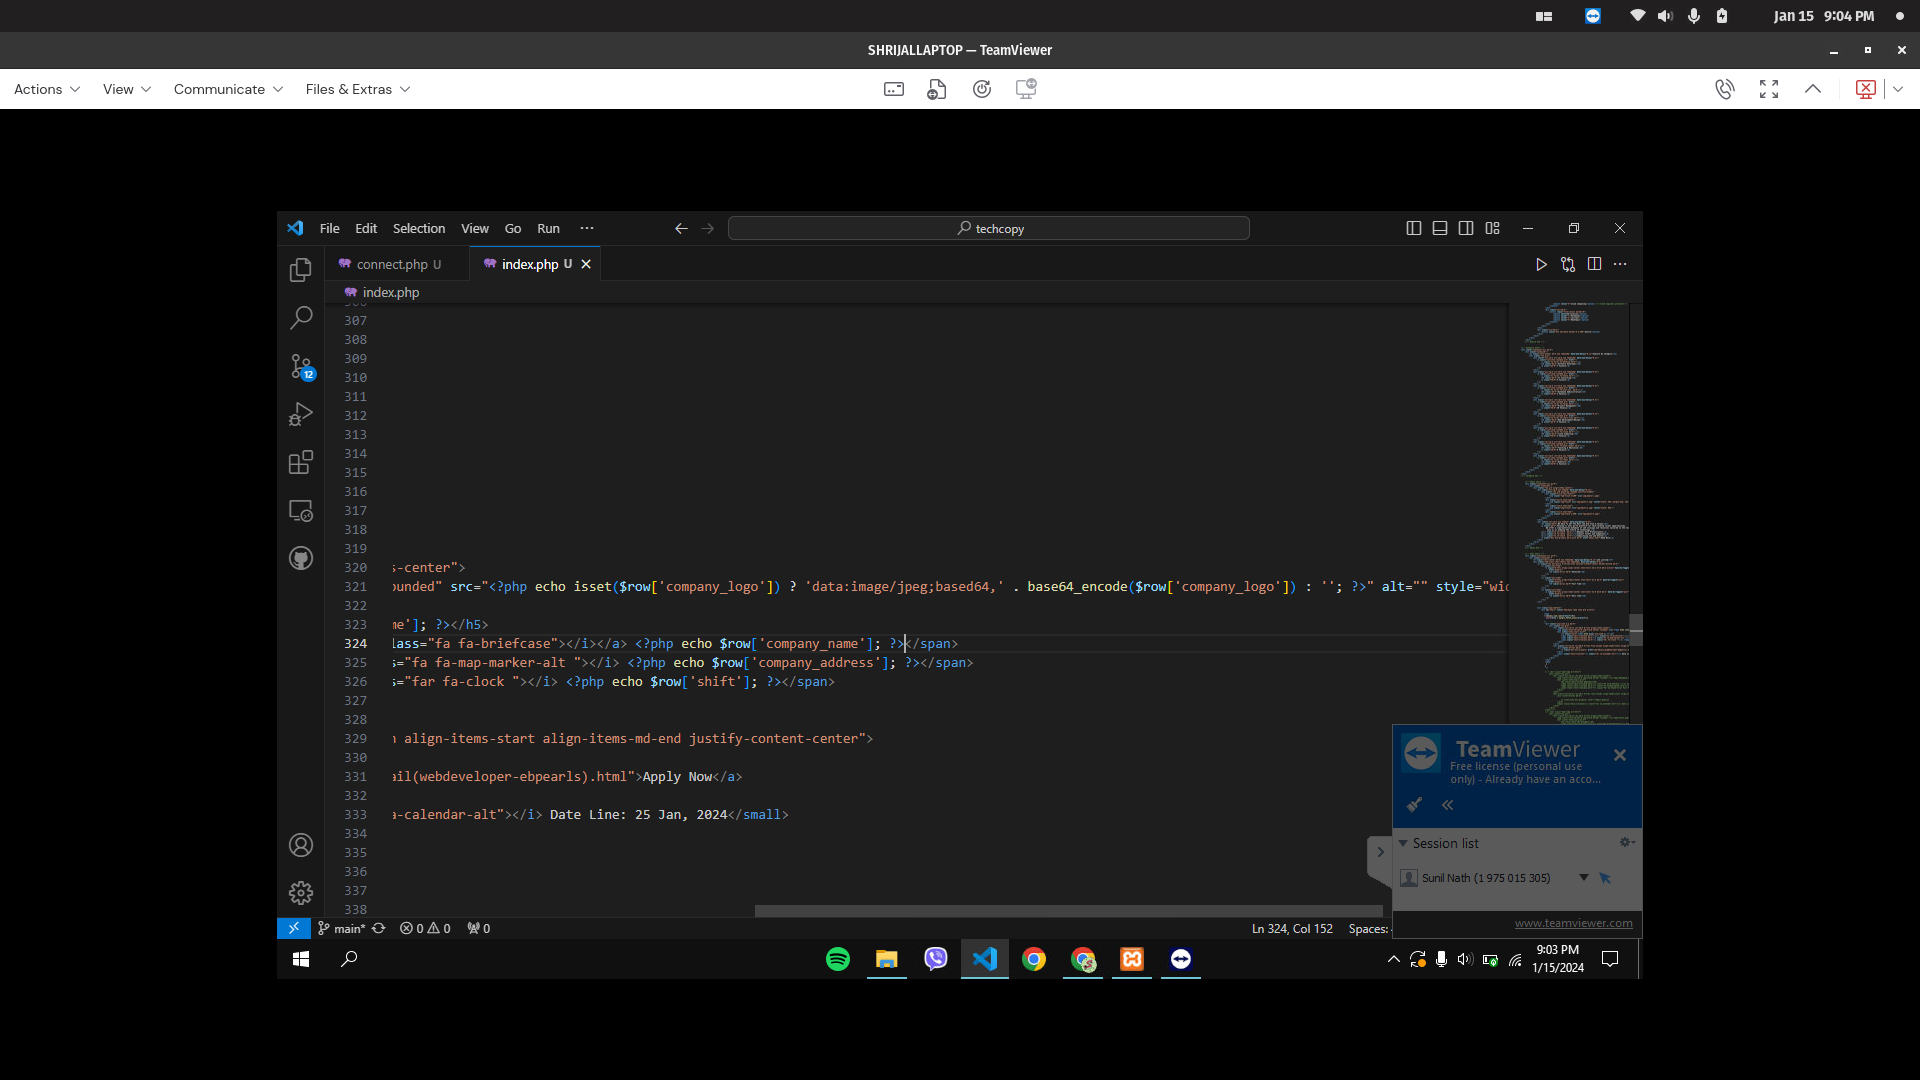 Jan 15 9:04 PM
SHRIJALLAPTOP — TeamViewer
Actions View Communicate Files & Extras
File Edit Selection View Go Run ··· techcopy
connect.php U index.php U
index.php
307
308
309
310
311
312
313
314
315
316
317
318
319
320 s-center">
321 ounded" src="<?php echo isset($row['company_logo']) ? 'data:image/jpeg;based64,' . base64_encode($row['company_logo']) : ''; ?>" alt="" style="wid
322
323 me']; ?></h5>
324 lass="fa fa-briefcase"></i></a> <?php echo $row['company_name']; ?></span>
325 s="fa fa-map-marker-alt "></i> <?php echo $row['company_address']; ?></span>
326 s="far fa-clock "></i> <?php echo $row['shift']; ?></span>
327
328
329 n align-items-start align-items-md-end justify-content-center">
330
331 ail(webdeveloper-ebpearls).html">Apply Now</a>
332
333 a-calendar-alt"></i> Date Line: 25 Jan, 2024</small>
334
335
336
337
338
12
TeamViewer
Free license (personal use
only) - Already have an acco...
Session list
Sunil Nath (1 975 015 305)
www.teamviewer.com
main* 0 0 0 Ln 324, Col 152 Spaces:
9:03 PM
1/15/2024